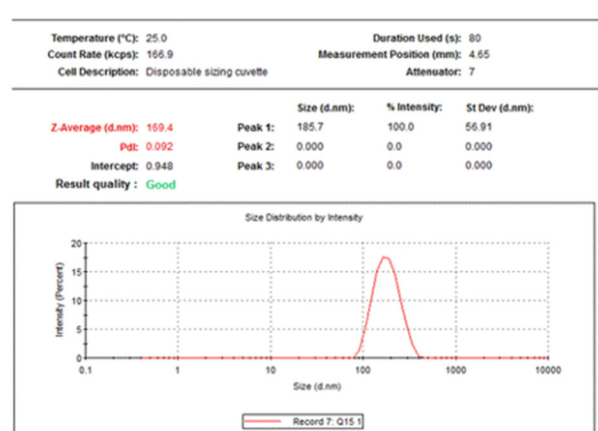 Temperature (°C): 25.0 Duration Used (s): 80
Count Rate (kcps): 166.9 Measurement Position (mm): 4.65
Cell Description: Disposable sizing cuvette Attenuator: 7
Size (d.nm): % Intensity: St Dev (d.nm):
Z-Average (d.nm): 169.4 Peak 1: 185.7 100.0 56.91
PdI: 0.092 Peak 2: 0.000 0.0 0.000
Intercept: 0.948 Peak 3: 0.000 0.0 0.000
Result quality : Good
Size Distribution by Intensity
Intensity (Percent)
20
15
10
5
0
0.1 1 10 100 1000 10000
Size (d.nm)
Record 7: Q15 1